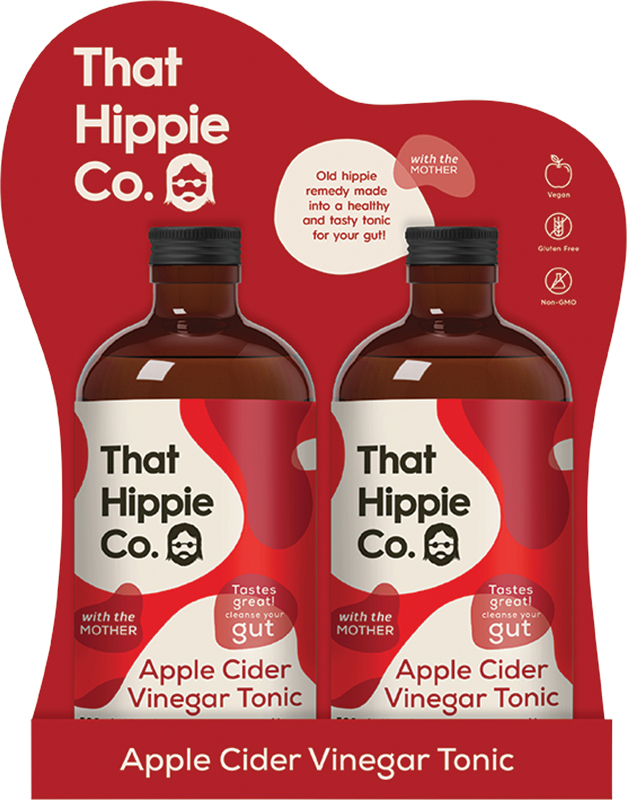 That
Hippie
Co.
Old hippie
remedy made
into a healthy
and tasty tonic
for your gut!
with the
MOTHER
Vegan
Gluten Free
Non-GMO
That
Hippie
Co.
with the
MOTHER
Tastes
great!
cleanse your
gut
Apple Cider
Vinegar Tonic
That
Hippie
Co.
with the
MOTHER
Tastes
great!
cleanse your
gut
Apple Cider
Vinegar Tonic
Apple Cider Vinegar Tonic